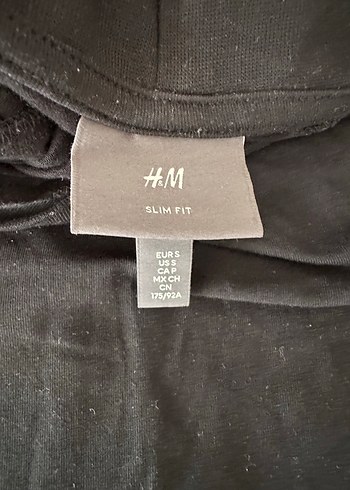 H&M
SLIM FIT
EUR S
US S
CA P
MX CH
CN
175/92A